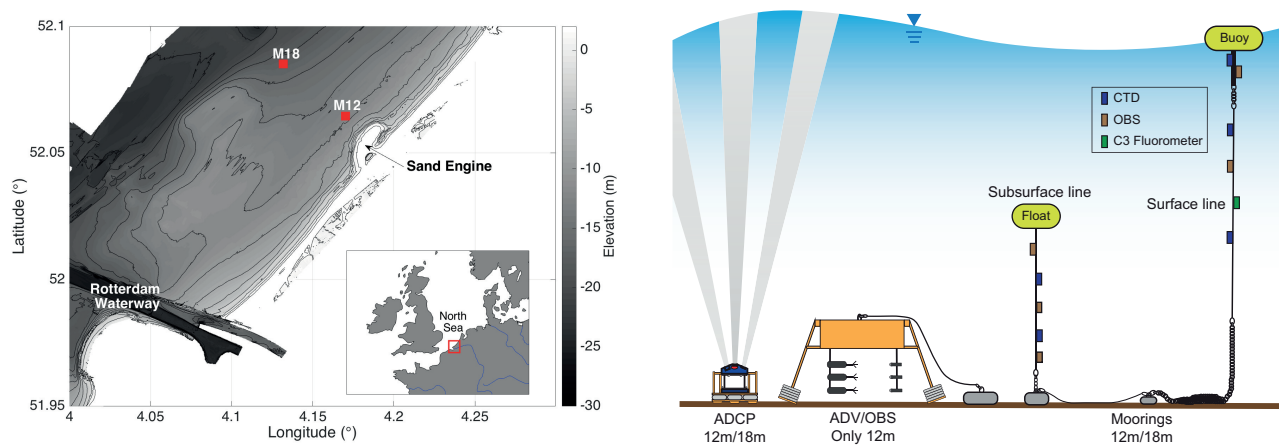 52.1
52.05
52
51.95
4
4.05
4.1
4.15
4.2
4.25
Latitude (°)
Longitude (°)
M18
M12
Sand Engine
Rotterdam
Waterway
North
Sea
0
-5
-10
-15
-20
-25
-30
Elevation (m)
Buoy
CTD
OBS
C3 Fluorometer
Subsurface line
Float
Surface line
ADCP
12m/18m
ADV/OBS
Only 12m
Moorings
12m/18m